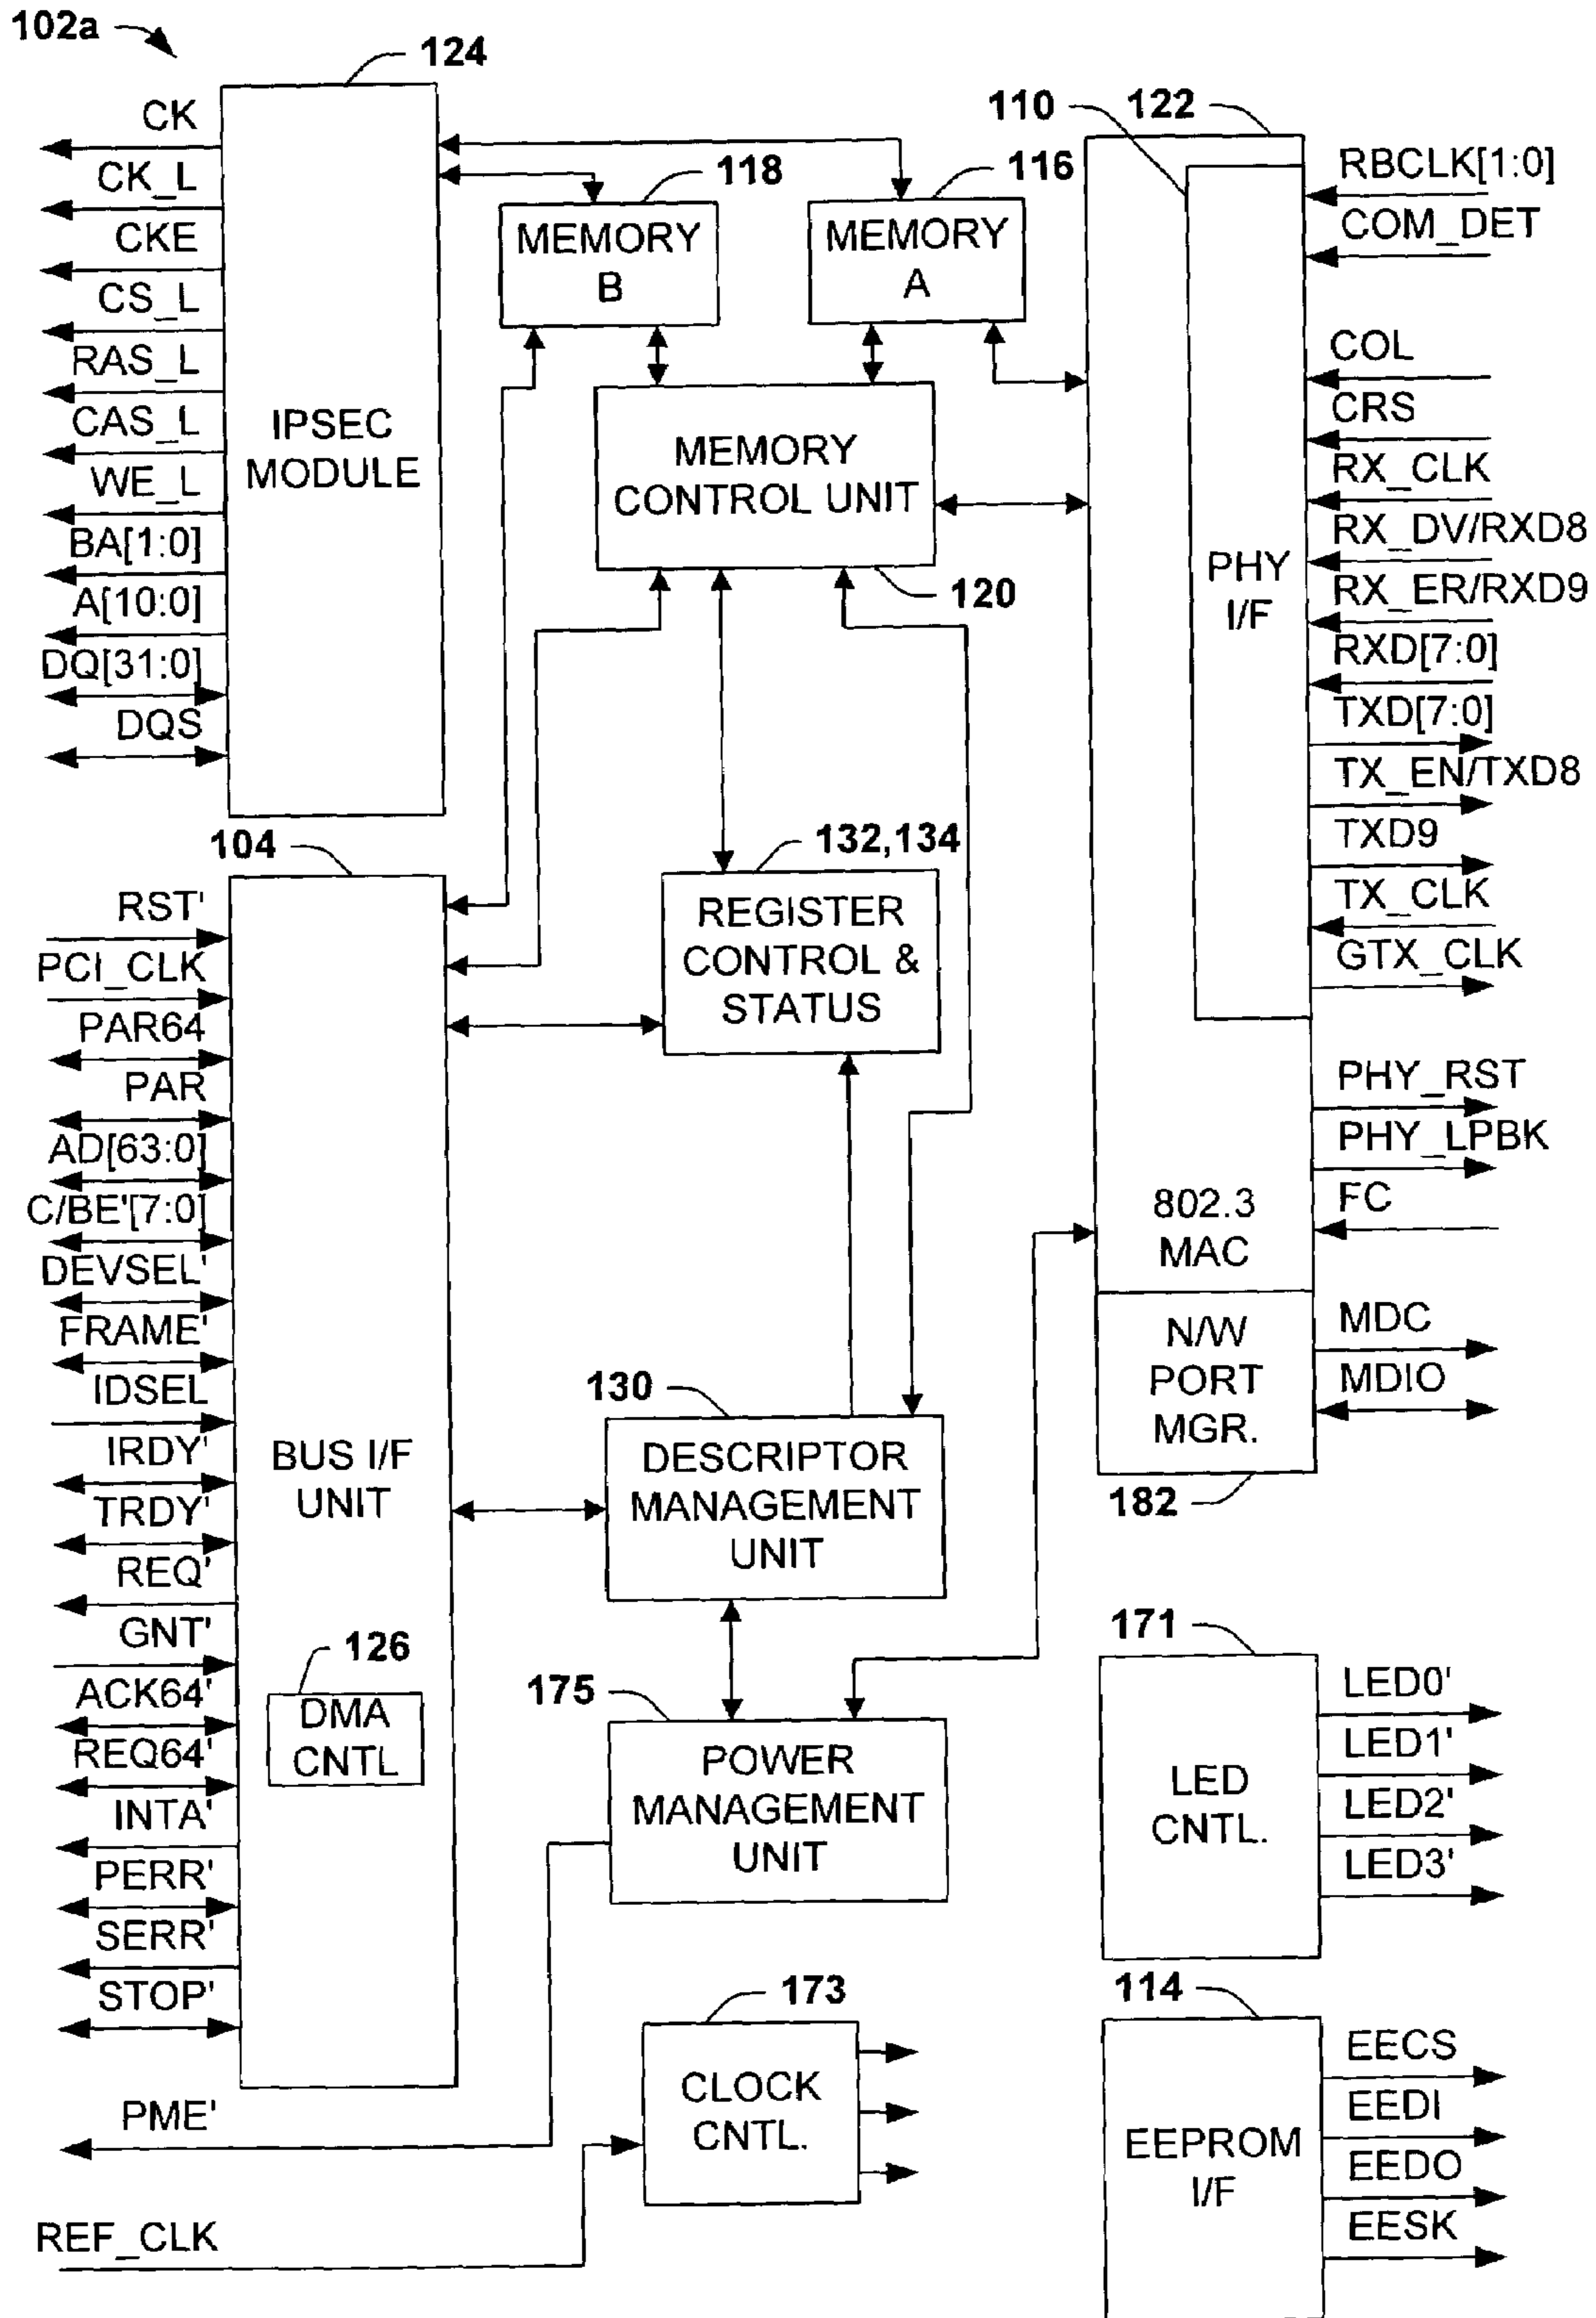 102a
124
CK
CK_L
CKE
CS_L
RAS_L
CAS_L
WE_L
BA[1:0]
A[10:0]
DQ[31:0]
DQS
IPSEC
MODULE
118
MEMORY
B
116
MEMORY
A
MEMORY
CONTROL UNIT
120
110
122
PHY
I/F
RBCLK[1:0]
COM_DET
COL
CRS
RX_CLK
RX_DV/RXD8
RX_ER/RXD9
RXD[7:0]
TXD[7:0]
TX_EN/TXD8
TXD9
TX_CLK
GTX_CLK
PHY_RST
PHY_LPBK
FC
802.3
MAC
N/W
PORT
MGR.
182
MDC
MDIO
104
RST'
PCI_CLK
PAR64
PAR
AD[63:0]
C/BE'[7:0]
DEVSEL'
FRAME'
IDSEL
IRDY'
TRDY'
REQ'
GNT'
ACK64'
REQ64'
INTA'
PERR'
SERR'
STOP'
BUS I/F
UNIT
126
DMA
CNTL
132,134
REGISTER
CONTROL &
STATUS
130
DESCRIPTOR
MANAGEMENT
UNIT
175
POWER
MANAGEMENT
UNIT
171
LED
CNTL.
LED0'
LED1'
LED2'
LED3'
PME'
REF_CLK
173
CLOCK
CNTL.
114
EEPROM
I/F
EECS
EEDI
EEDO
EESK